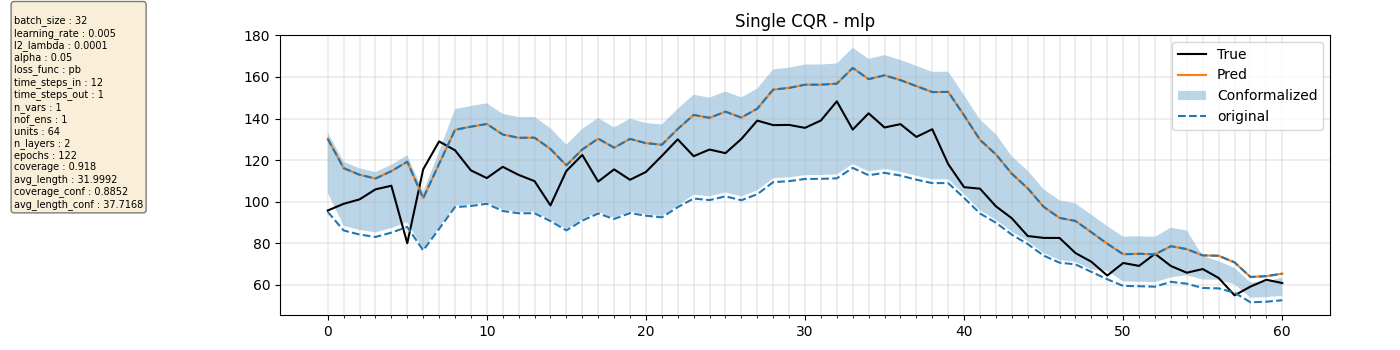 batch_size : 32
learning_rate : 0.005
l2_lambda : 0.0001
alpha : 0.05
loss_func : pb
time_steps_in : 12
time_steps_out : 1
n_vars : 1
nof_ens : 1
units : 64
n_layers : 2
epochs : 122
coverage : 0.918
avg_length : 31.9992
coverage_conf : 0.8852
avg_length_conf : 37.7168
Single CQR - mlp
180
160
140
120
100
80
60
True
Pred
Conformalized
original
0 10 20 30 40 50 60